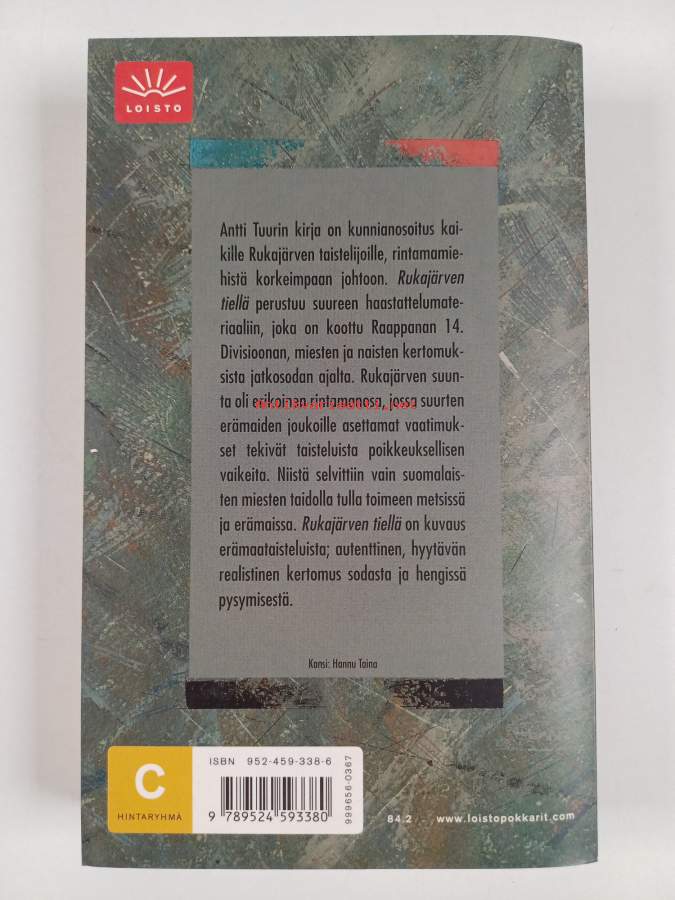 LOISTO
Antti Tuurin kirja on kunnianosoitus kai-
kille Rukajärven taistelijoille, rintamamie-
histä korkeimpaan johtoon. Rukajärven
tiellä perustuu suureen haastattelumate-
riaaliin, joka on koottu Raappanan 14.
Divisioonan, miesten ja naisten kertomuk-
sista jatkosodan ajalta. Rukajärven suun-
ta oli erikoinen rintamanosa, jossa suurten
erämaiden joukoille asettamat vaatimuk-
set tekivät taisteluista poikkeuksellisen
vaikeita. Niistä selvittiin vain suomalais-
ten miesten taidolla tulla toimeen metsissä
ja erämaissa. Rukajärven tiellä on kuvaus
erämaataisteluista; autenttinen, hyytävän
realistinen kertomus sodasta ja hengissä
pysymisestä.
Kansi: Hannu Taina
C
HINTARYHMÄ
ISBN 952-459-338-6
9 789524 593380
999656-0367
84.2
www.loistopokkarit.com